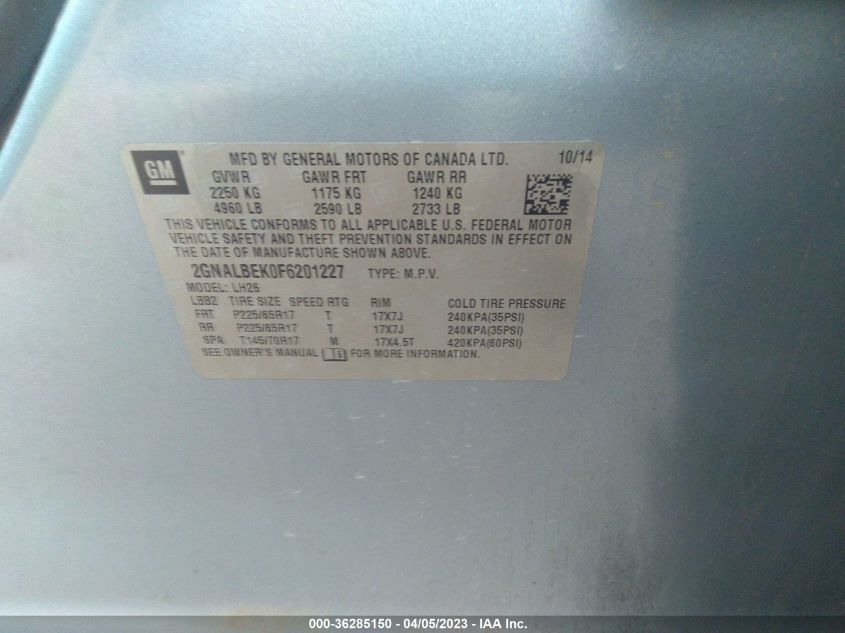 GM MFD BY GENERAL MOTORS OF CANADA LTD. 10/14
GVWR GAWR FRT GAWR RR
2250 KG 1175 KG 1240 KG
4960 LB 2590 LB 2733 LB
THIS VEHICLE CONFORMS TO ALL APPLICABLE U.S. FEDERAL MOTOR
VEHICLE SAFETY AND THEFT PREVENTION STANDARDS IN EFFECT ON
THE DATE OF MANUFACTURE SHOWN ABOVE.
2GNALBEK0F6201227 TYPE: M.P.V.
MODEL: LH26
LBB2 TIRE SIZE SPEED RTG RIM COLD TIRE PRESSURE
FRT P225/65R17 T 17X7J 240KPA(35PSI)
RR P225/65R17 T 17X7J 240KPA(35PSI)
SPA T145/70R17 M 17X4.5T 420KPA(60PSI)
SEE OWNER'S MANUAL FOR MORE INFORMATION.
000-36285150 - 04/05/2023 - IAA Inc.